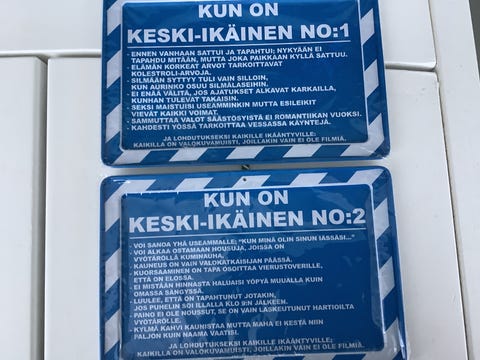 KUN ON
KESKI-IKÄINEN NO:1
- ENNEN VANHAAN SATTUI JA TAPAHTUI; NYKYÄÄN EI
TAPAHDU MITÄÄN, MUTTA JOKA PAIKKAAN KYLLÄ SATTUU.
- ELÄMÄN KORKEAT ARVOT TARKOITTAVAT
KOLESTROLI-ARVOJA.
- SILMÄÄN SYTTYY TULI VAIN SILLOIN,
KUN AURINKO OSUU SILMÄLASEIHIN.
- EI ENÄÄ VÄLITÄ, JOS AJATUKSET ALKAVAT KARKAILLA,
KUNHAN TULEVAT TAKAISIN.
- SEKSI MAISTUISI USEAMMINKIN MUTTA ESILEIKIT
VIEVÄT KAIKKI VOIMAT.
- SAMMUTTAA VALOT SÄÄSTÖSYISTÄ EI ROMANTIIKAN VUOKSI.
- KAHDESTI YÖSSÄ TARKOITTAA VESSASSA KÄYNTEJÄ.
JA LOHDUTUKSEKSI KAIKILLE IKÄÄNTYVILLE:
KAIKILLA ON VALOKUVAMUISTI, JOILLAKIN VAIN EI OLE FILMIÄ.
KUN ON
KESKI-IKÄINEN NO:2
- VOI SANOA YHÄ USEAMMALLE; "KUN MINÄ OLIN SINUN IÄSSÄSI..."
- VOI ALKAA OSTAMAAN HOUSUJA, JOISSA ON
VYÖTÄRÖLLÄ KUMINAUHA.
- KAUNEUS ON VAIN VALOKATKAISIJAN PÄÄSSÄ.
- KUORSAAMINEN ON TAPA OSOITTAA VIERUSTOVERILLE,
ETTÄ ON ELOSSA.
- EI MISTÄÄN HINNASTA HALUAISI YÖPYÄ MUUALLA KUIN
OMASSA SÄNGYSSÄ.
- LUULEE, ETTÄ ON TAPAHTUNUT JOTAKIN,
JOS PUHELIN SOI ILLALLA KLO 9:N JÄLKEEN.
- PAINO EI OLE NOUSSUT, SE ON VAIN LASKEUTUNUT HARTIOILTA
VYÖTÄRÖLLE.
- KYLMÄ KAHVI KAUNISTAA MUTTA MAHA EI KESTÄ NIIN
PALJON KUIN NAAMA VAATISI.
JA LOHDUTUKSEKSI KAIKILLE IKÄÄNTYVILLE:
KAIKILLA ON VALOKUVAMUISTI, JOILLAKIN VAIN EI OLE FILMIÄ.